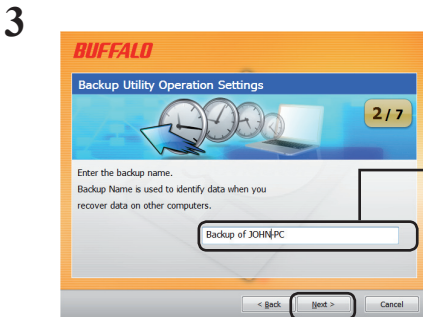 3
BUFFALO
Backup Utility Operation Settings
2/7
Enter the backup name.
Backup Name is used to identify data when you
recover data on other computers.
Backup of JOHN-PC
< Back
Next >
Cancel